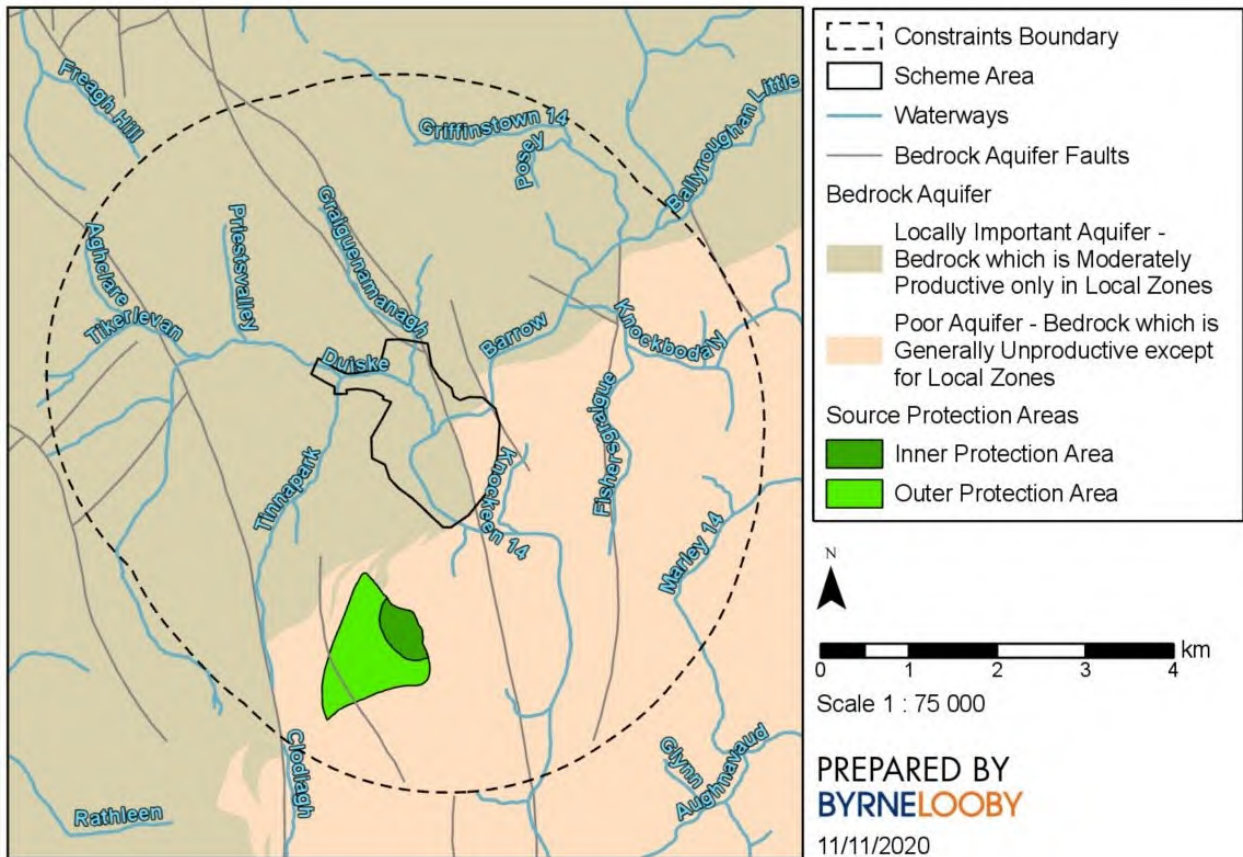 Freagh Hill
Griffinstown 14
Posey
Ballyroughan Little
Graiguenamanagh
Priestsvalley
Aghclare
Tikerlevan
Duiske
Barrow
Knockbodaly
Fishersgraigue
Tinnapark
Knockeen 14
Marley 14
Clodiagh
Glynn
Aughnavaud
Rathleen
Constraints Boundary
Scheme Area
Waterways
Bedrock Aquifer Faults
Bedrock Aquifer
Locally Important Aquifer -
Bedrock which is Moderately
Productive only in Local Zones
Poor Aquifer - Bedrock which is
Generally Unproductive except
for Local Zones
Source Protection Areas
Inner Protection Area
Outer Protection Area
N
km
0 1 2 3 4
Scale 1 : 75 000
PREPARED BY
BYRNELOOBY
11/11/2020